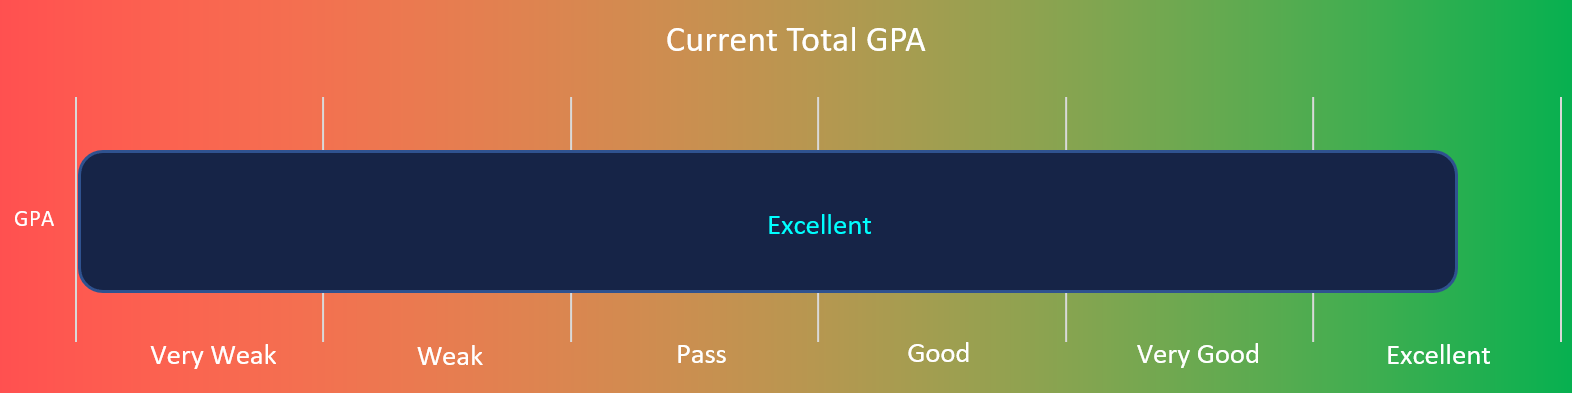 Current Total GPA
GPA
Excellent
Very Weak
Weak
Pass
Good
Very Good
Excellent